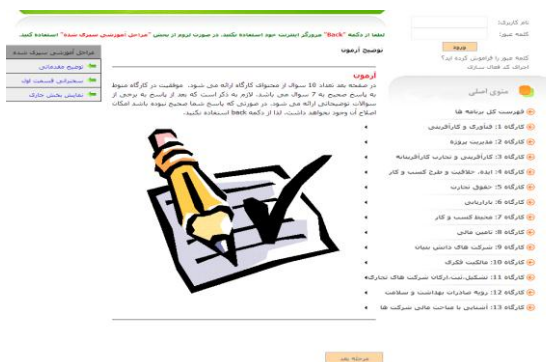 نام کاربری:
کلمه عبور:
ورود
کلمه عبور را فراموش کرده اید؟
اجرای کد فعال سازی
منوی اصلی
فهرست کل برنامه ها
کارگاه 1: فناوری و کارآفرینی
کارگاه 2: مدیریت پروژه
کارگاه 3: کارآفرینی و تجارت کارآفرینانه
کارگاه 4: ایده، خلاقیت و طرح کسب و کار
کارگاه 5: حقوق تجارت
کارگاه 6: بازاریابی
کارگاه 7: محیط کسب و کار
کارگاه 8: تامین مالی
کارگاه 9: شرکت های دانش بنیان
کارگاه 10: مالکیت فکری
کارگاه 11: تشکیل،ثبت،ارکان شرکت های تجاری
کارگاه 12: رویه صادرات بهداشت و سلامت
کارگاه 13: آشنایی با مباحث مالی شرکت ها
لطفا از دکمه "Back" مرورگر اینترنت خود استفاده نکنید. در صورت لزوم از بخش "مراحل آموزشی سپری شده" استفاده کنید.
توضیح آزمون
آزمون
در صفحه بعد تعداد 10 سوال از محتوای کارگاه ارائه می شود. موفقیت در کارگاه منوط
به پاسخ صحیح به 7 سوال می باشد. لازم به ذکر است که بعد از پاسخ به برخی از
سوالات توضیحاتی ارائه می شود. در صورتی که پاسخ شما صحیح نبوده باشد امکان
اصلاح آن وجود نخواهد داشت. لذا از دکمه back استفاده نکنید.
مرحله بعد
مراحل آموزشی سپری شده
توضیح مقدماتی
سخنرانی قسمت اول
نمایش بخش جاری